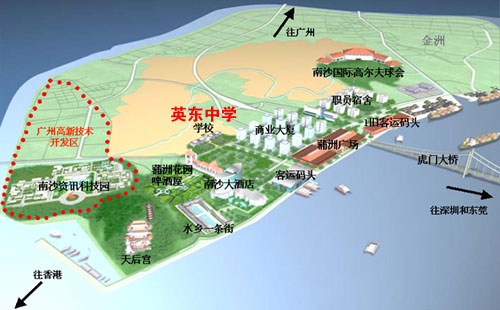 往广州
金洲
南沙国际高尔夫球会
职员宿舍
广州高新技术
开发区
英东中学
学校
商业大厦
旧客运码头
蒲洲广场
虎门大桥
蒲洲花园
啤酒屋
客运码头
南沙资讯科技园
南沙大酒店
往深圳和东莞
水乡一条街
天后宫
往香港